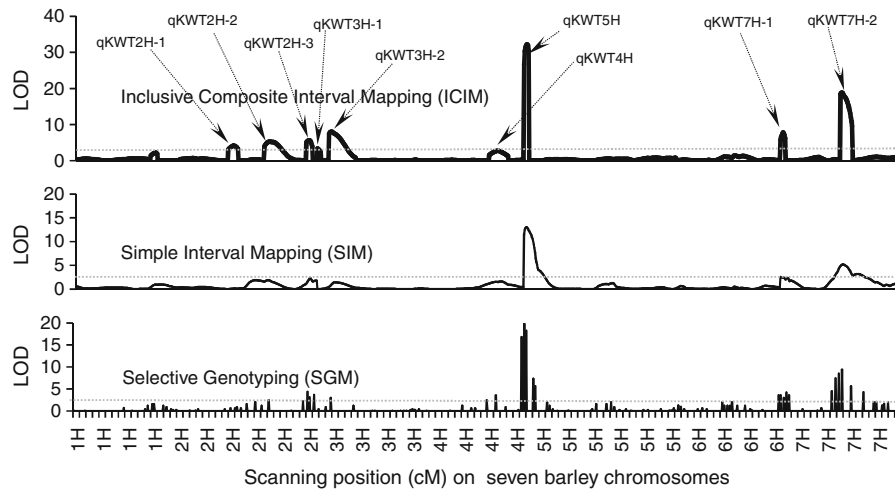 40
30
20
10
0
LOD
qKWT2H-1
qKWT2H-2
qKWT2H-3
qKWT3H-1
qKWT3H-2
qKWT5H
qKWT4H
qKWT7H-1
qKWT7H-2
Inclusive Composite Interval Mapping (ICIM)
20
15
10
5
0
LOD
Simple Interval Mapping (SIM)
20
15
10
5
0
LOD
Selective Genotyping (SGM)
1H 1H 1H 1H 2H 2H 2H 2H 2H 3H 3H 3H 3H 4H 4H 4H 4H 5H 5H 5H 5H 6H 6H 6H 6H 6H 7H 7H 7H 7H
Scanning position (cM) on seven barley chromosomes